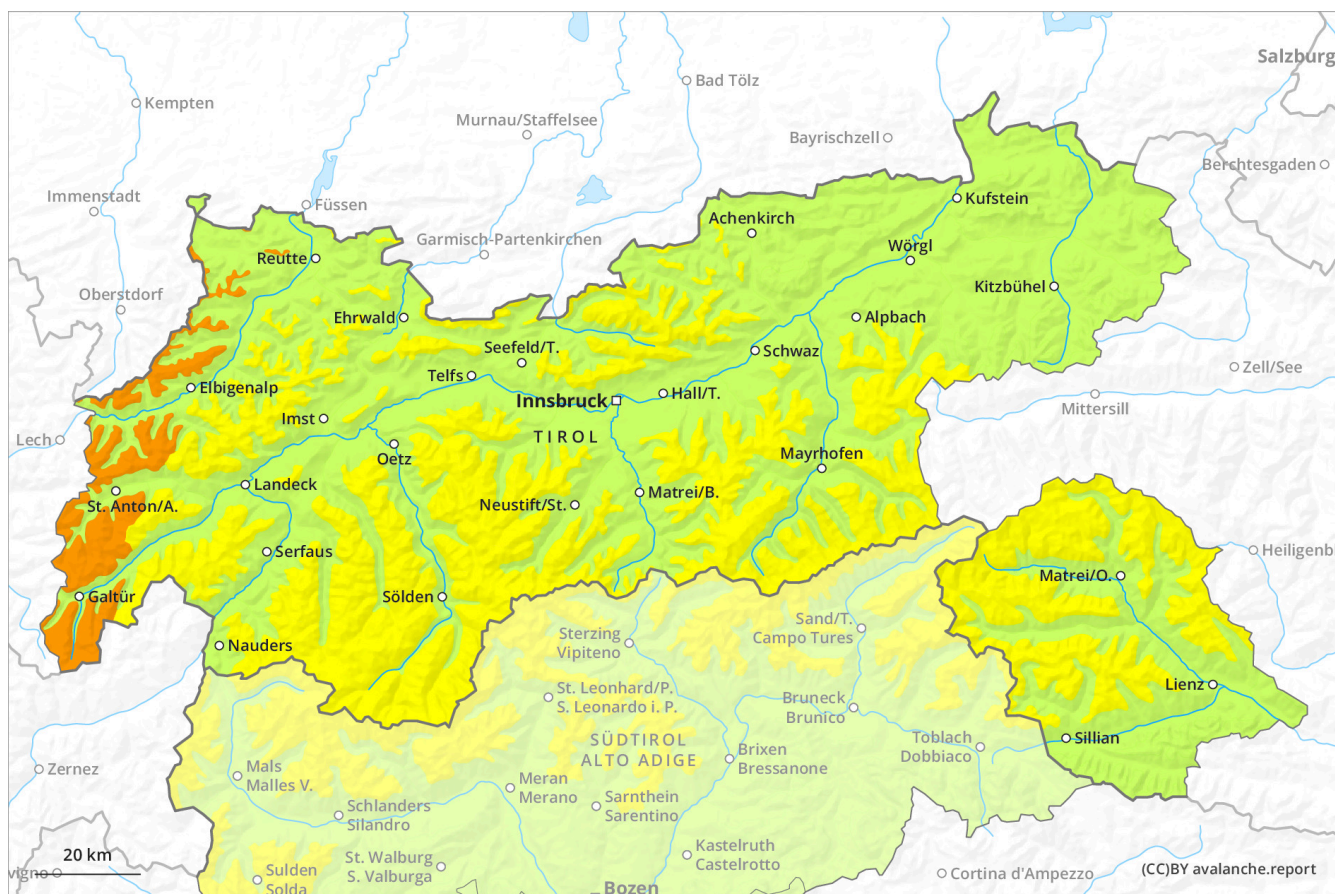 Salzburg
Bad Tölz
Kempten
Murnau/Staffelsee
Bayrischzell
Berchtesgaden
Immenstadt
Füssen
Kufstein
Achenkirch
Garmisch-Partenkirchen
Wörgl
Reutte
Kitzbühel
Oberstdorf
Ehrwald
Alpbach
Seefeld/T.
Schwaz
Zell/See
Telfs
Elbigenalp
Hall/T.
Innsbruck
Mittersill
Imst
Lech
TIROL
Oetz
Mayrhofen
Landeck
Matrei/B.
St. Anton/A.
Neustift/St.
Serfaus
Heiligenb
Matrei/O.
Galtür
Sölden
Sand/T.
Campo Tures
Sterzing
Vipiteno
Nauders
Lienz
St. Leonhard/P.
S. Leonardo i. P.
Bruneck
Brunico
Sillian
SÜDTIROL
ALTO ADIGE
Toblach
Dobbiaco
Brixen
Bressanone
Zernez
Mals
Malles V.
Meran
Merano
Sarnthein
Sarentino
Schlanders
Silandro
Kastelruth
Castelrotto
20 km
St. Walburg
S. Valburga
vigno
Sulden
Solda
Cortina d'Ampezzo
(CC)BY avalanche.report
Bozen